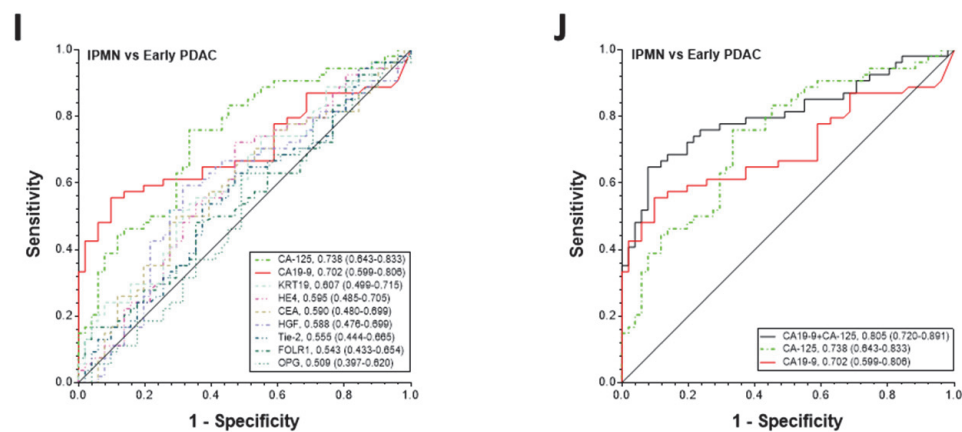 I
IPMN vs Early PDAC
1.0
0.8
0.6
0.4
0.2
0.0
Sensitivity
CA-125, 0.738 (0.643-0.833)
CA19-9, 0.702 (0.599-0.806)
KRT19, 0.607 (0.499-0.715)
HE4, 0.595 (0.485-0.705)
CEA, 0.590 (0.480-0.699)
HGF, 0.588 (0.476-0.699)
Tie-2, 0.555 (0.444-0.665)
FOLR1, 0.543 (0.433-0.654)
OPG, 0.509 (0.397-0.620)
0.0 0.2 0.4 0.6 0.8 1.0
1 - Specificity
J
IPMN vs Early PDAC
1.0
0.8
0.6
0.4
0.2
0.0
Sensitivity
CA19-9+CA-125, 0.805 (0.720-0.891)
CA-125, 0.738 (0.643-0.833)
CA19-9, 0.702 (0.599-0.806)
0.0 0.2 0.4 0.6 0.8 1.0
1 - Specificity